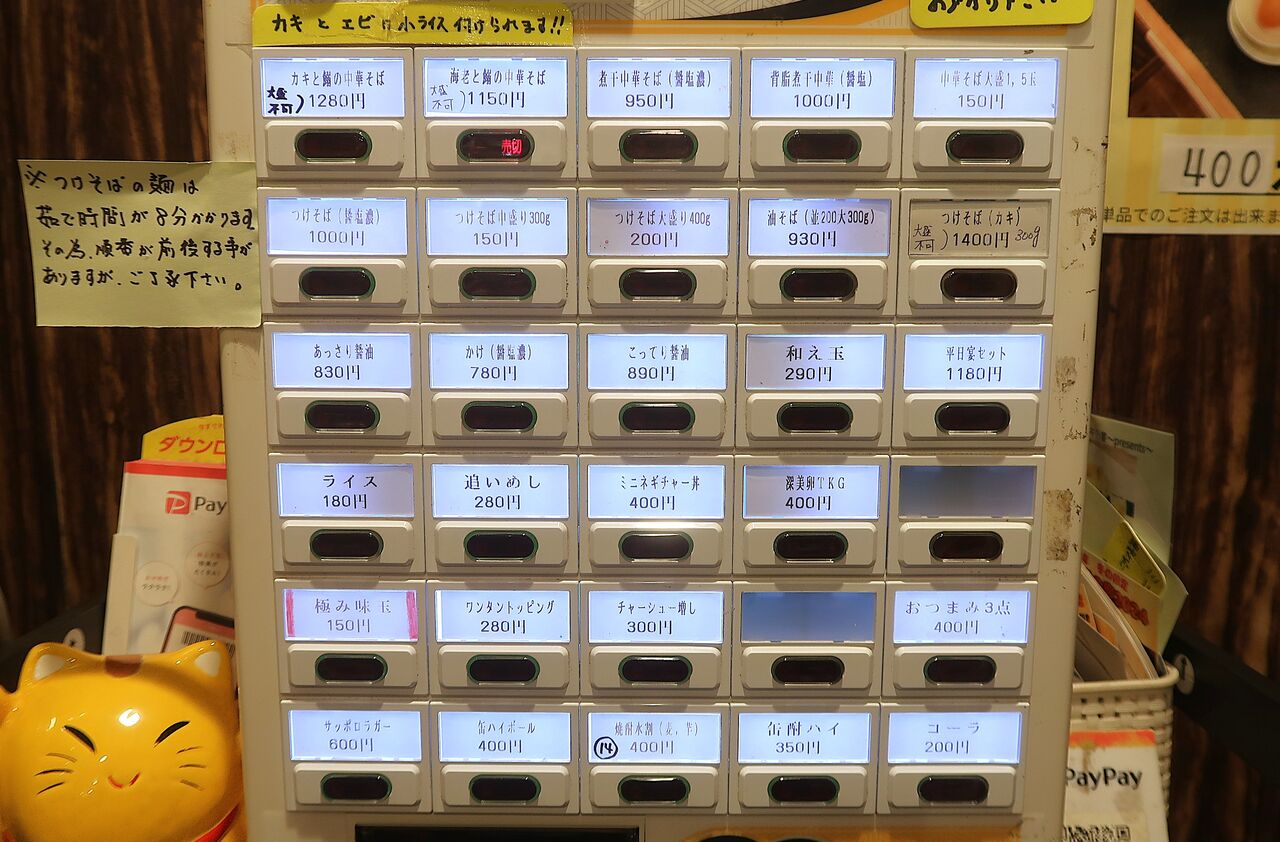 カキとエビに小ライス付けられます!!
カキと鰮の中華そば
大盛不可)1280円
海老と鰮の中華そば
大盛不可)1150円
売切
煮干中華そば(醤塩濃)
950円
背脂煮干中華(醤塩)
1000円
中華そば大盛1,5玉
150円
※つけそばの麺は
茹で時間が8分かかります
その為、順番が前後する事が
ありますが、ご了承下さい。
400
単品でのご注文は出来ま
つけそば(醤塩濃)
1000円
つけそば中盛り300g
150円
つけそば大盛り400g
200円
油そば(並200大300g)
930円
つけそば(カキ)
大盛不可)1400円 300g
あっさり醤油
830円
かけ(醤塩濃)
780円
こってり醤油
890円
和え玉
290円
平日宴セット
1180円
ライス
180円
追いめし
280円
ミニネギチャー丼
400円
深美卵TKG
400円
極み味玉
150円
ワンタントッピング
280円
チャーシュー増し
300円
おつまみ3点
400円
サッポロラガー
600円
缶ハイボール
400円
焼酎水割(麦,芋)
⑭ 400円
缶酎ハイ
350円
コーラ
200円
ダウンロ
Pay
~presents~
PayPay